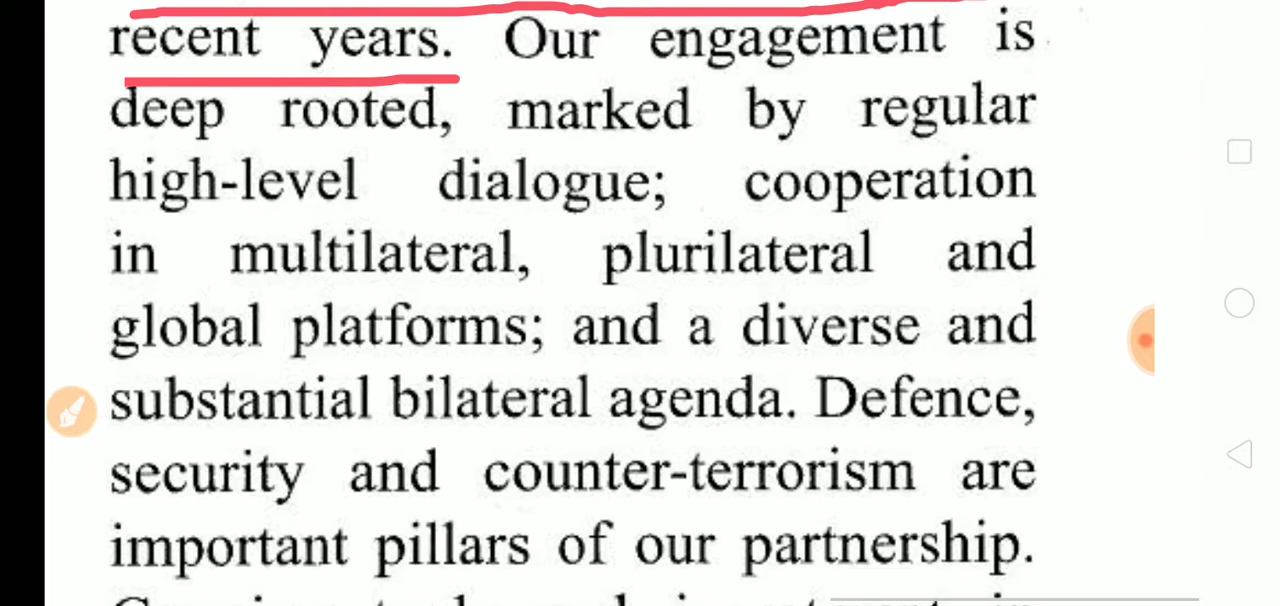 recent years. Our engagement is
deep rooted, marked by regular
high-level dialogue; cooperation
in multilateral, plurilateral and
global platforms; and a diverse and
substantial bilateral agenda. Defence,
security and counter-terrorism are
important pillars of our partnership.